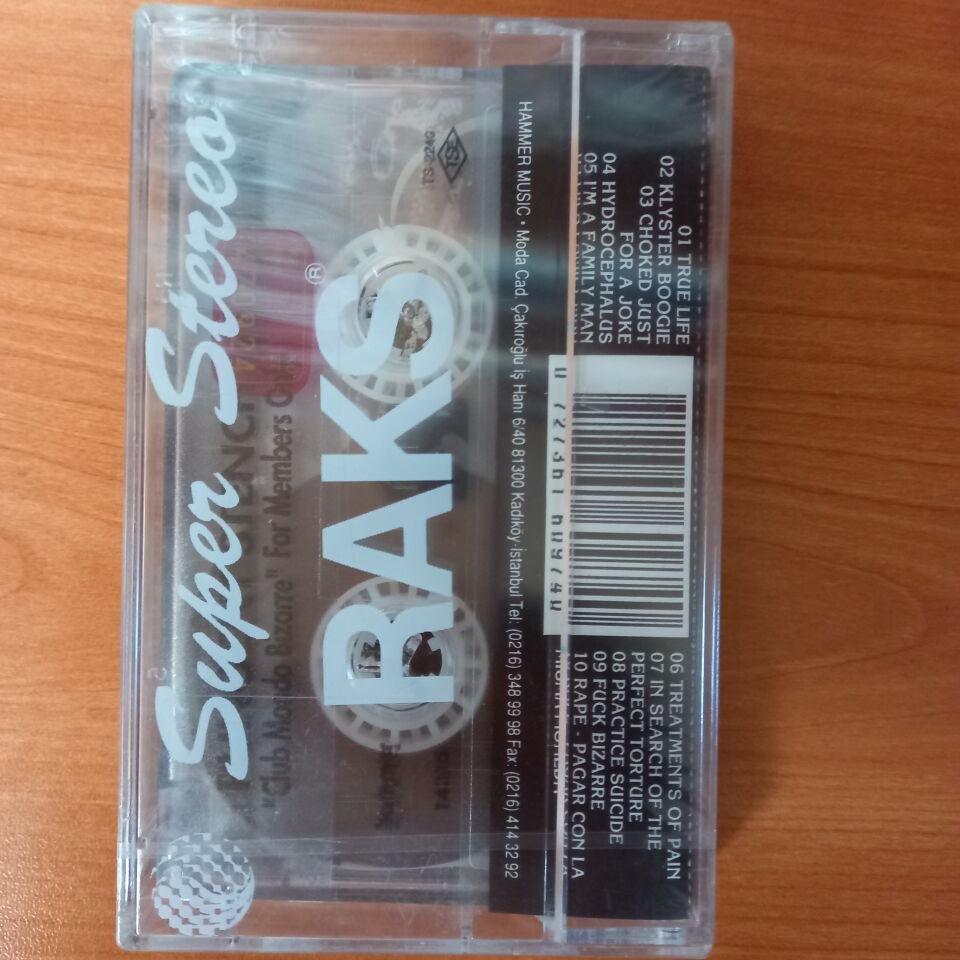 01 TRUE LIFE
02 KLYSTER BOOGIE
03 CHOKED JUST
FOR A JOKE
04 HYDROCEPHALUS
05 I'M A FAMILY MAN
06 TREATMENTS OF PAIN
07 IN SEARCH OF THE
PERFECT TORTURE
08 PRACTICE SUICIDE
09 FUCK BIZARRE
10 RAPE · PAGAR CON LA
HAMMER MUSIC • Moda Cad. Çakıroğlu İş Hanı 6/40 81300 Kadıköy-İstanbul Tel: (0216) 348 99 98 Fax: (0216) 414 32 92
TSE
RAKS®
"Club Mondo Bizarre" For Members Only
Super Stereo